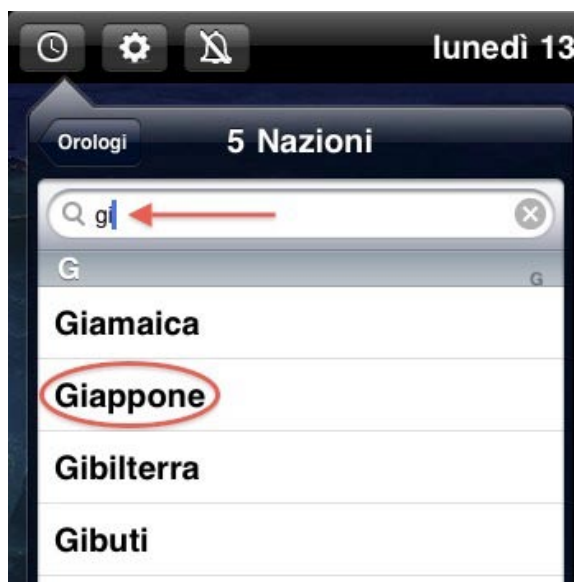 lunedì 13
Orologi 5 Nazioni
gi
G
G
Giamaica
Giappone
Gibilterra
Gibuti